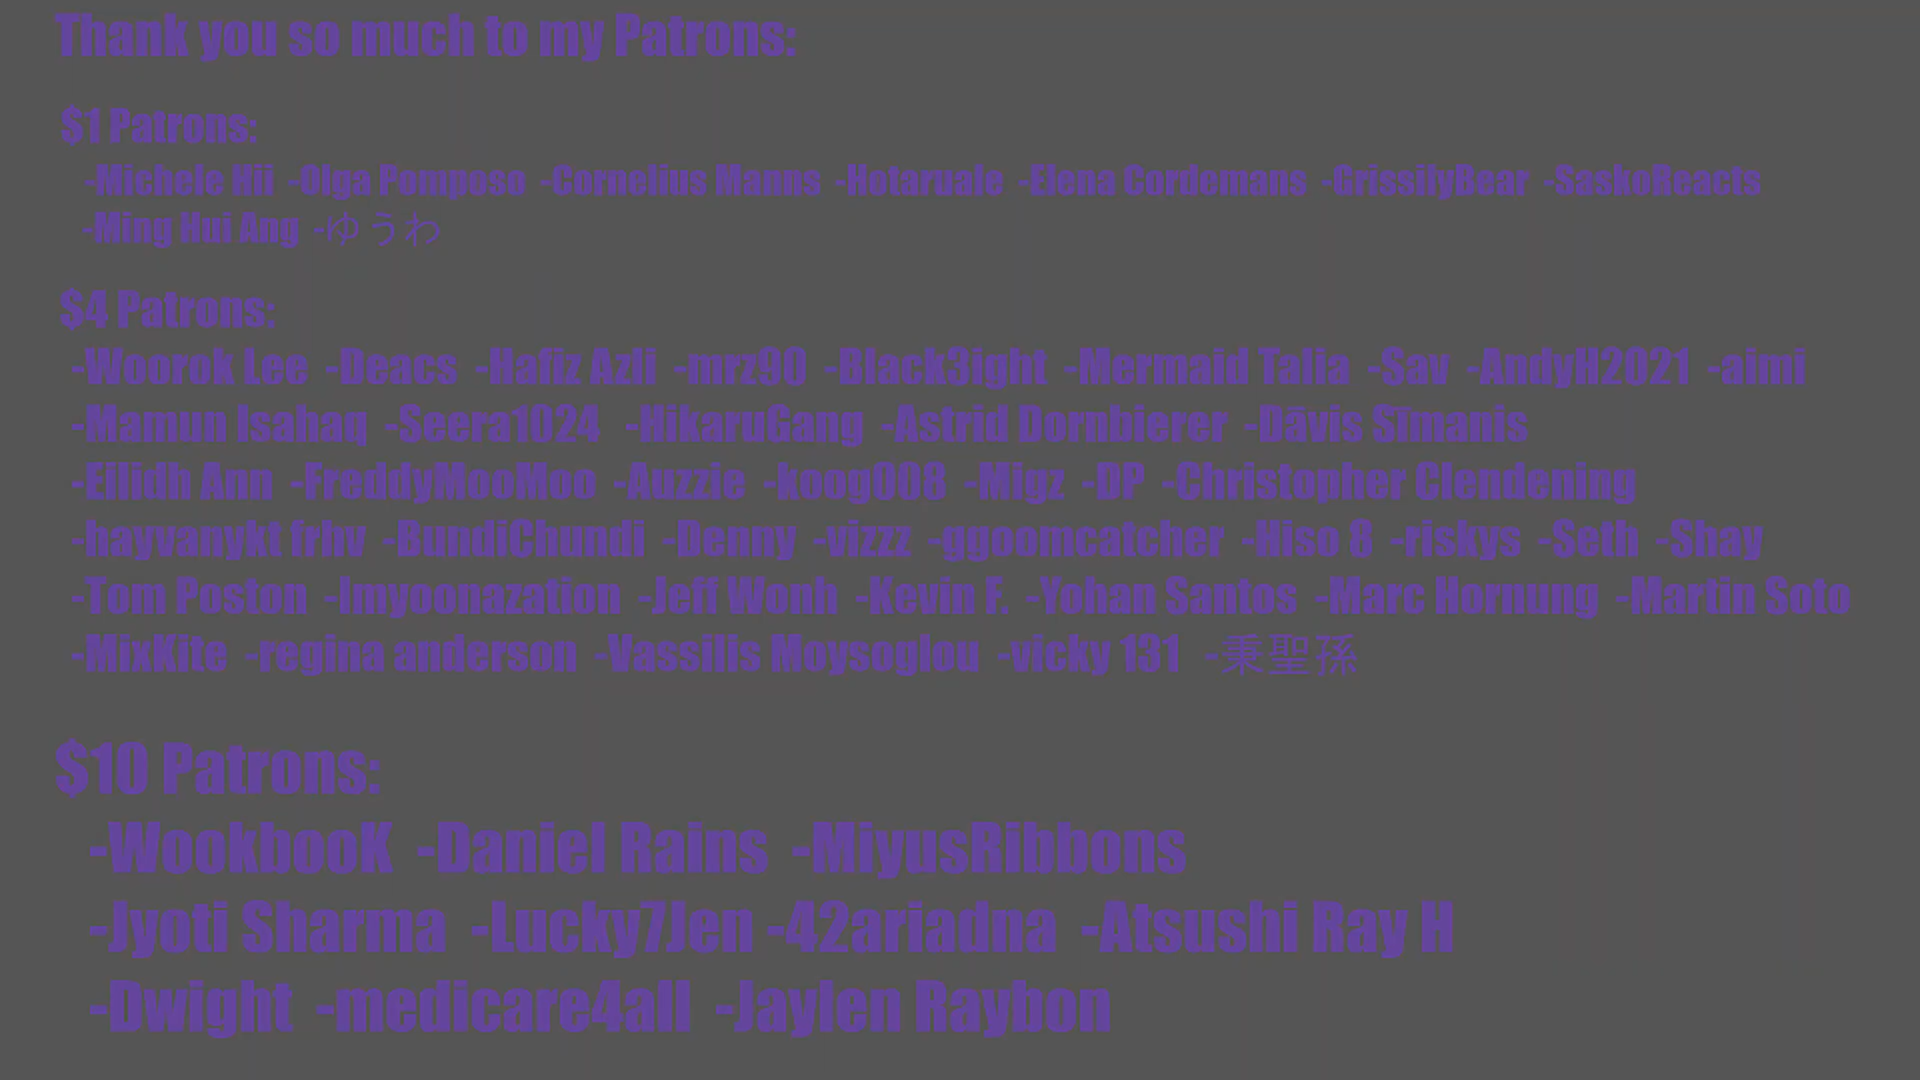 Thank you so much to my Patrons:
$1 Patrons:
-Michele Hii -Olga Pomposo -Cornelius Manns -Hotaruale -Elena Cordemans -GrissilyBear -SaskoReacts
-Ming Hui Ang -ゆうわ
$4 Patrons:
-Woorok Lee -Deacs -Hafiz Azli -mrz90 -Black3ight -Mermaid Talia -Sav -AndyH2021 -aimi
-Mamun Isahaq -Seera1024 -HikaruGang -Astrid Dornbierer -Dāvis Sīmanis
-Eilidh Ann -FreddyMooMoo -Auzzie -koog008 -Migz -DP -Christopher Clendening
-hayvanykt frhv -BundiChundi -Denny -vizzz -ggoomcatcher -Hiso 8 -riskys -Seth -Shay
-Tom Poston -Imyoonazation -Jeff Wonh -Kevin F. -Yohan Santos -Marc Hornung -Martin Soto
-MixKite -regina anderson -Vassilis Moysoglou -vicky 131 -秉聖孫
$10 Patrons:
-WookbooK -Daniel Rains -MiyusRibbons
-Jyoti Sharma -Lucky7Jen -42ariadna -Atsushi Ray H
-Dwight -medicare4all -Jaylen Raybon